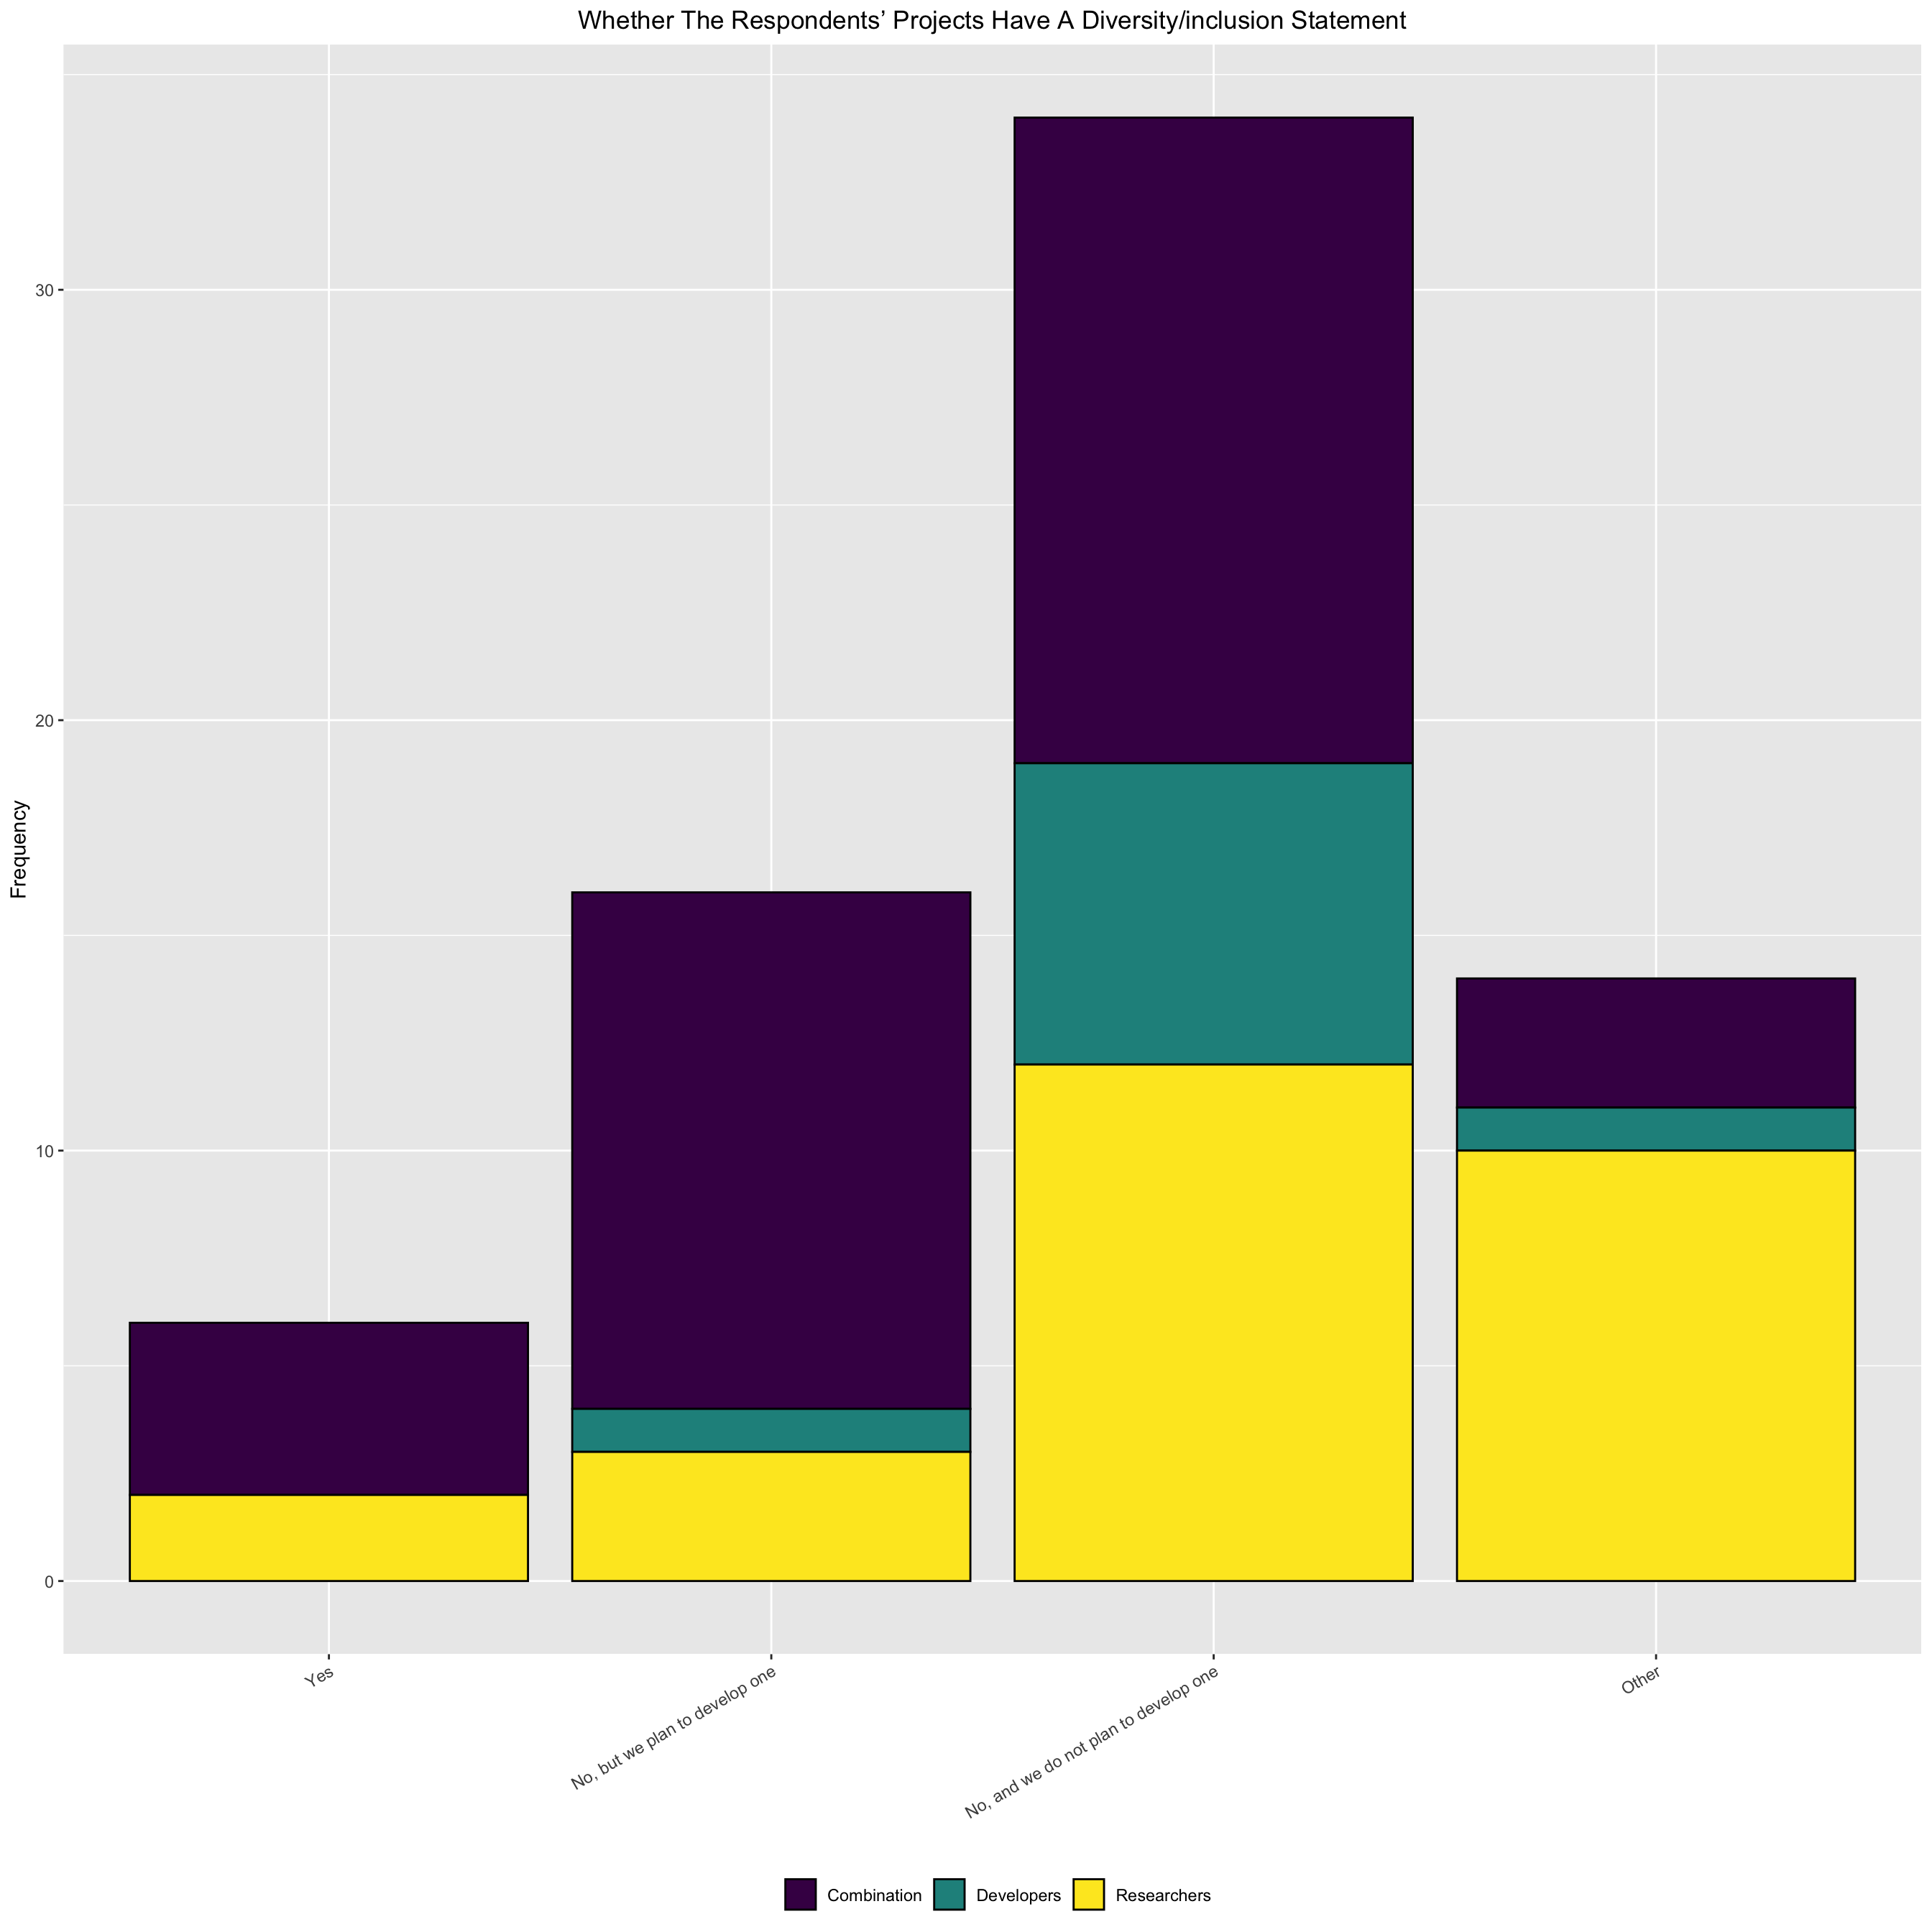 Whether The Respondents’ Projects Have A Diversity/inclusion Statement
Frequency
30
20
10
0
Yes
No, but we plan to develop one
No, and we do not plan to develop one
Other
Combination
Developers
Researchers